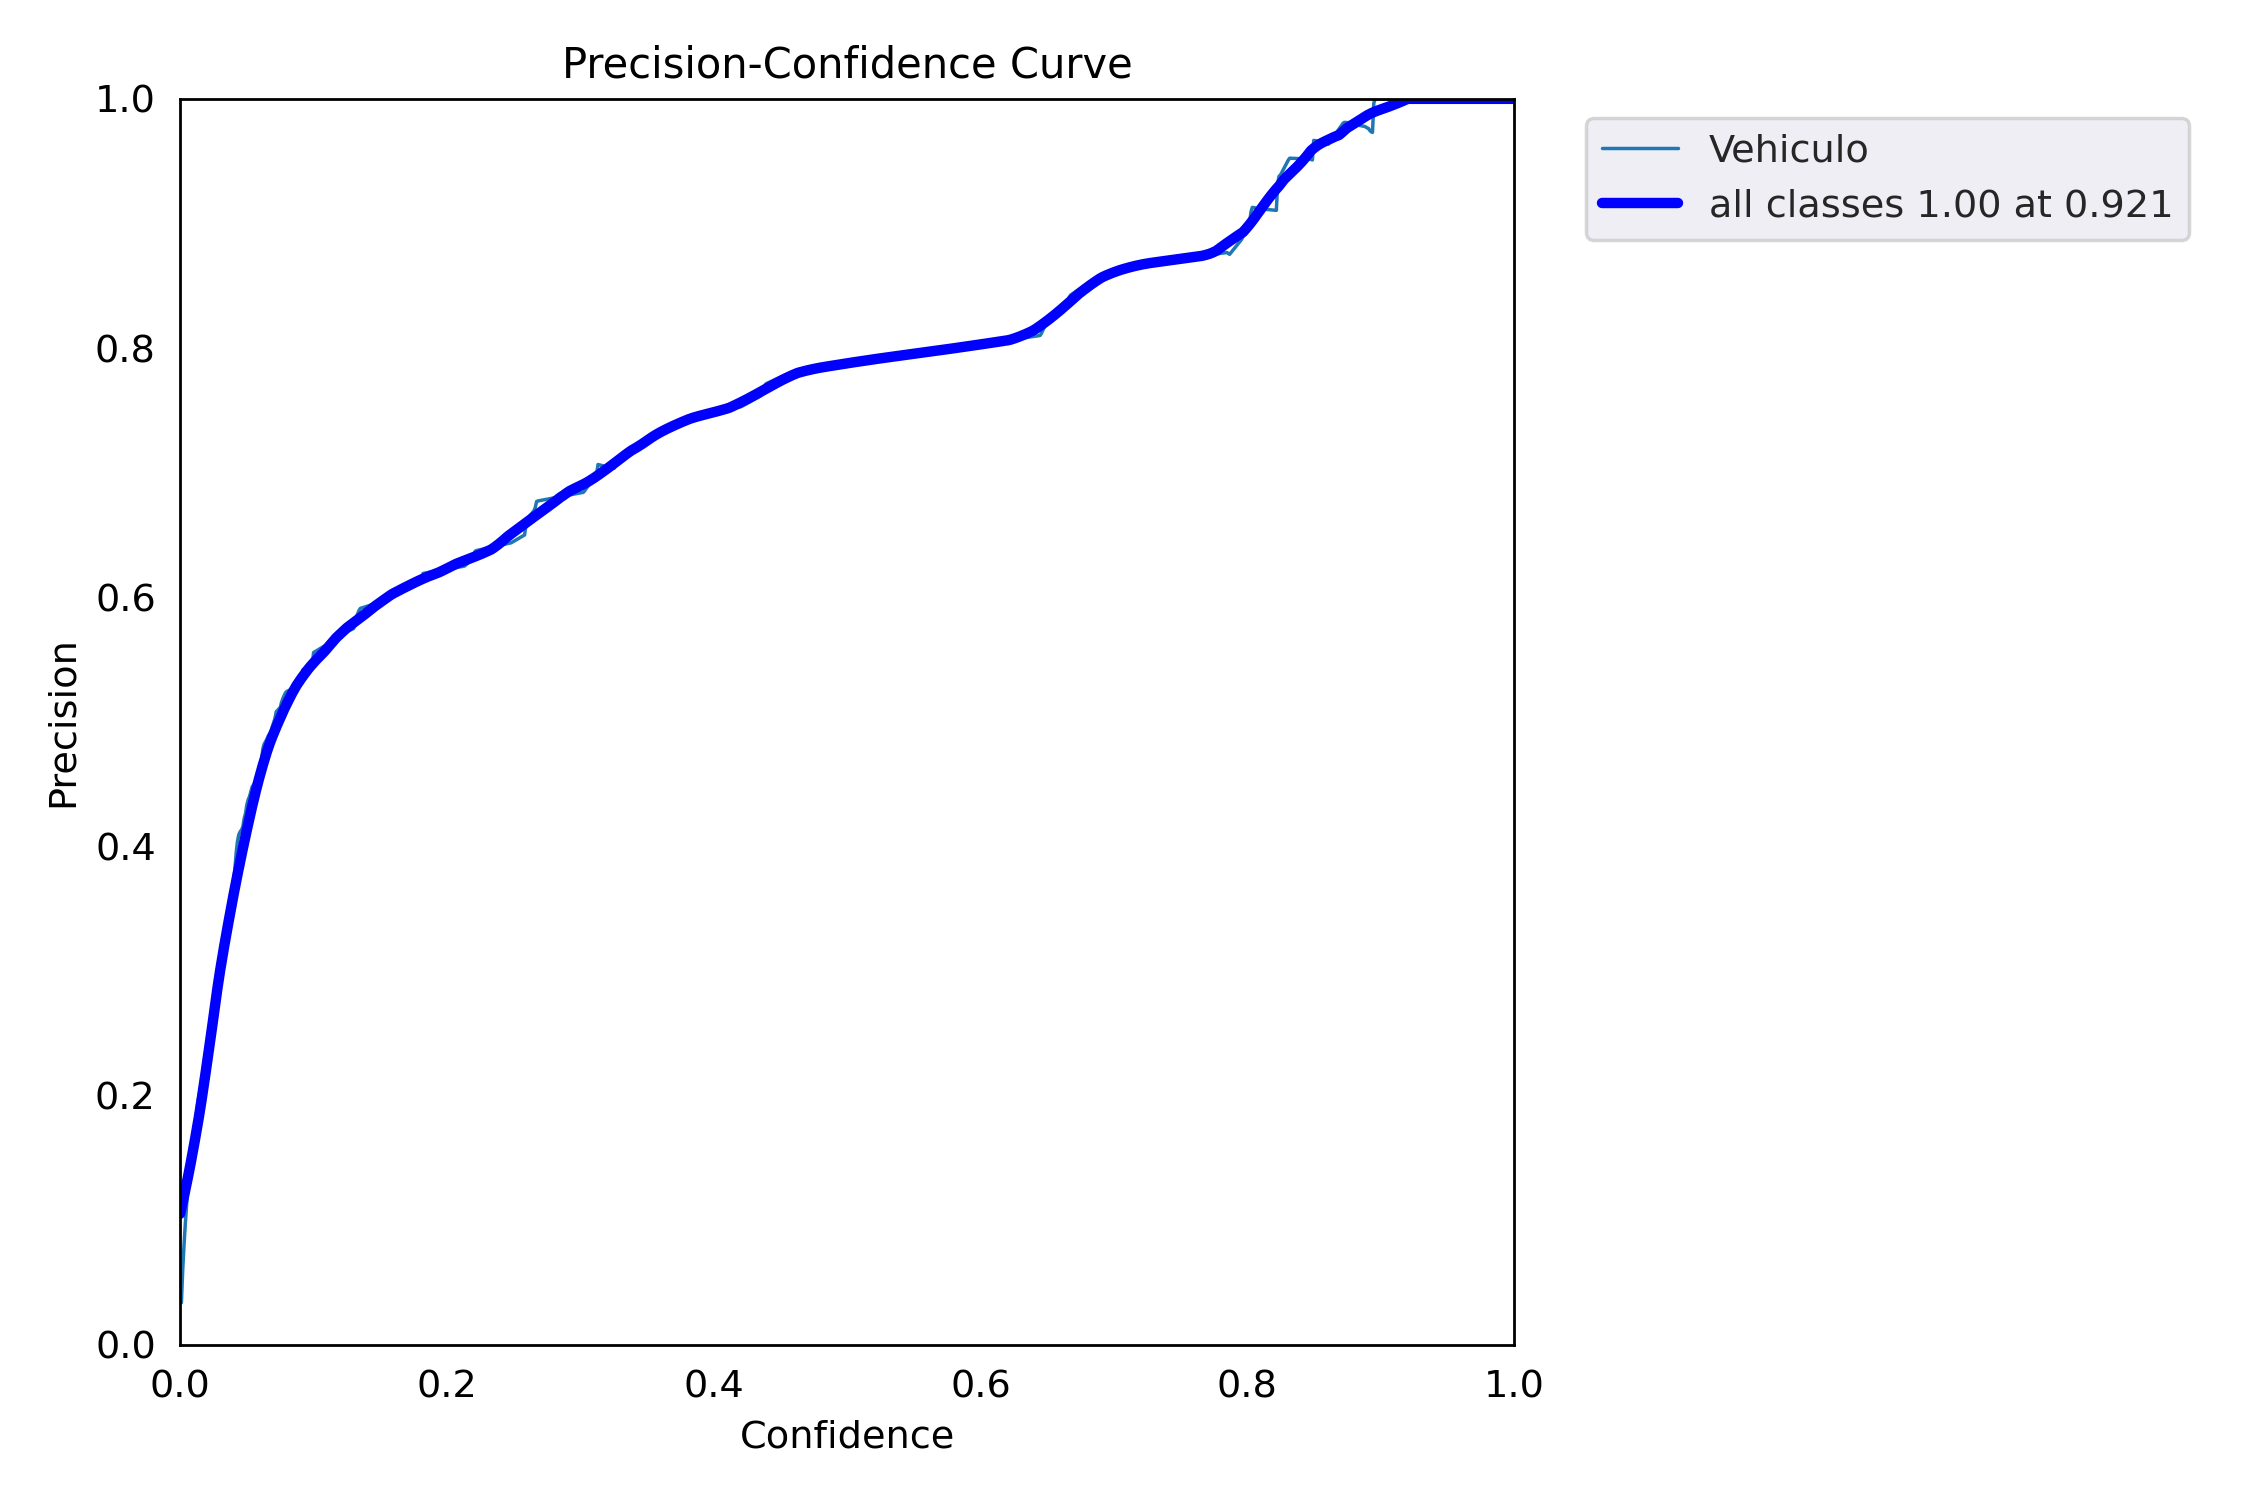 Precision-Confidence Curve
Vehiculo
all classes 1.00 at 0.921
Precision
1.0
0.8
0.6
0.4
0.2
0.0
0.0 0.2 0.4 0.6 0.8 1.0
Confidence